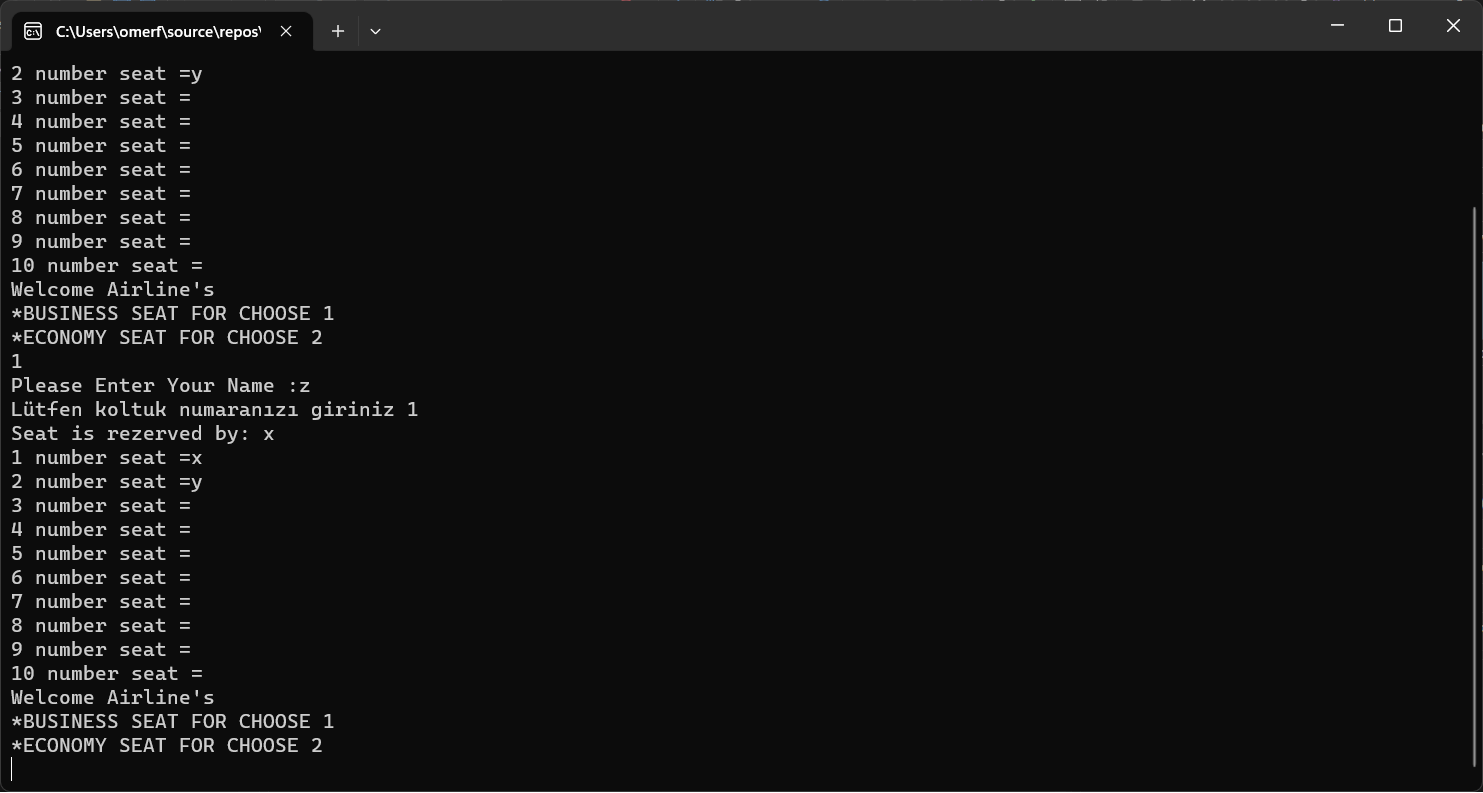 C:\Users\omerf\source\repos\
2 number seat =y
3 number seat =
4 number seat =
5 number seat =
6 number seat =
7 number seat =
8 number seat =
9 number seat =
10 number seat =
Welcome Airline's
*BUSINESS SEAT FOR CHOOSE 1
*ECONOMY SEAT FOR CHOOSE 2
1
Please Enter Your Name :z
Lütfen koltuk numaranızı giriniz 1
Seat is rezerved by: x
1 number seat =x
2 number seat =y
3 number seat =
4 number seat =
5 number seat =
6 number seat =
7 number seat =
8 number seat =
9 number seat =
10 number seat =
Welcome Airline's
*BUSINESS SEAT FOR CHOOSE 1
*ECONOMY SEAT FOR CHOOSE 2